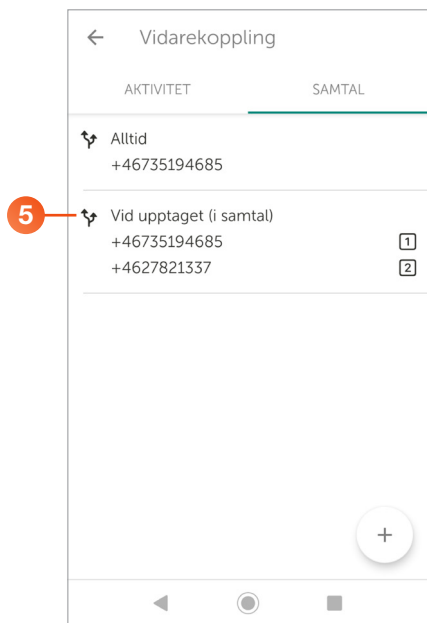 Vidarekoppling
AKTIVITET SAMTAL
Alltid
+46735194685
5
Vid upptaget (i samtal)
+46735194685 1
+4627821337 2
+